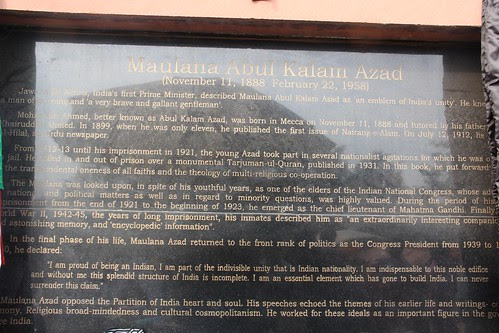 Maulana Abul Kalam Azad
(November 11, 1888 February 22, 1958)
India's first Prime Minister, described Maulana Abul Kalam Azad as 'an emblem of India's unity'. He knew
a man of and 'a very brave and gallant gentleman'.
Ahmed, better known as Abul Kalam Azad, was born in Mecca on November 11, 1888 and tutored by his father
Ahmed. In 1899, when he was only eleven, he published the first issue of Nairang-e-Alam. On July 12, 1912, he
newspaper.
From until his imprisonment in 1921, the young Azad took part in several nationalist agitations for which he was
jail. He in and out of prison over a monumental Tarjuman-ul-Quran, published in 1931. In this book, he put forward
the oneness of all faiths and the theology of multi-religious co-operation.
The Maulana was looked upon, in spite of his youthful years, as one of the elders of the Indian National Congress, whose
and political matters as well as in regard to minority questions, was highly valued. During the period of his
from the end of 1921 to the beginning of 1923, he emerged as the chief lieutenant of Mahatma Gandhi. Finally
World War II, 1942-45, the years of long imprisonment, his inmates described him as "an extraordinarily interesting
astonishing memory, and 'encyclopedic' information".
In the final phase of his life, Maulana Azad returned to the front rank of politics as the Congress President from 1939 to
he declared:
"I am proud of being an Indian, I am part of the indivisible unity that is Indian nationality. I am indispensable to this noble edifice
and without me this splendid structure of India is incomplete. I am an essential element which has gone to build India. I can never
surrender this claim."
Maulana Azad opposed the Partition of India heart and soul. His speeches echoed the themes of his earlier life and writings-
Religious broad-mindedness and cultural cosmopolitanism. He worked for these ideals as an important figure in the
India.